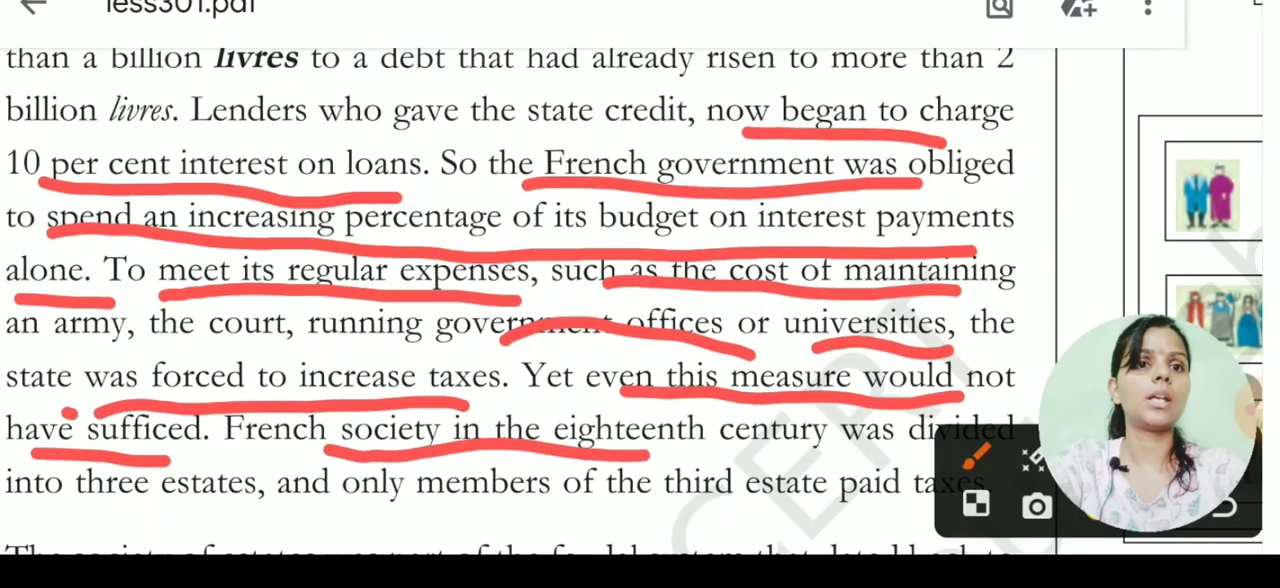 less301.pdf
than a billion livres to a debt that had already risen to more than 2
billion livres. Lenders who gave the state credit, now began to charge
10 per cent interest on loans. So the French government was obliged
to spend an increasing percentage of its budget on interest payments
alone. To meet its regular expenses, such as the cost of maintaining
an army, the court, running government offices or universities, the
state was forced to increase taxes. Yet even this measure would not
have sufficed. French society in the eighteenth century was divided
into three estates, and only members of the third estate paid taxes